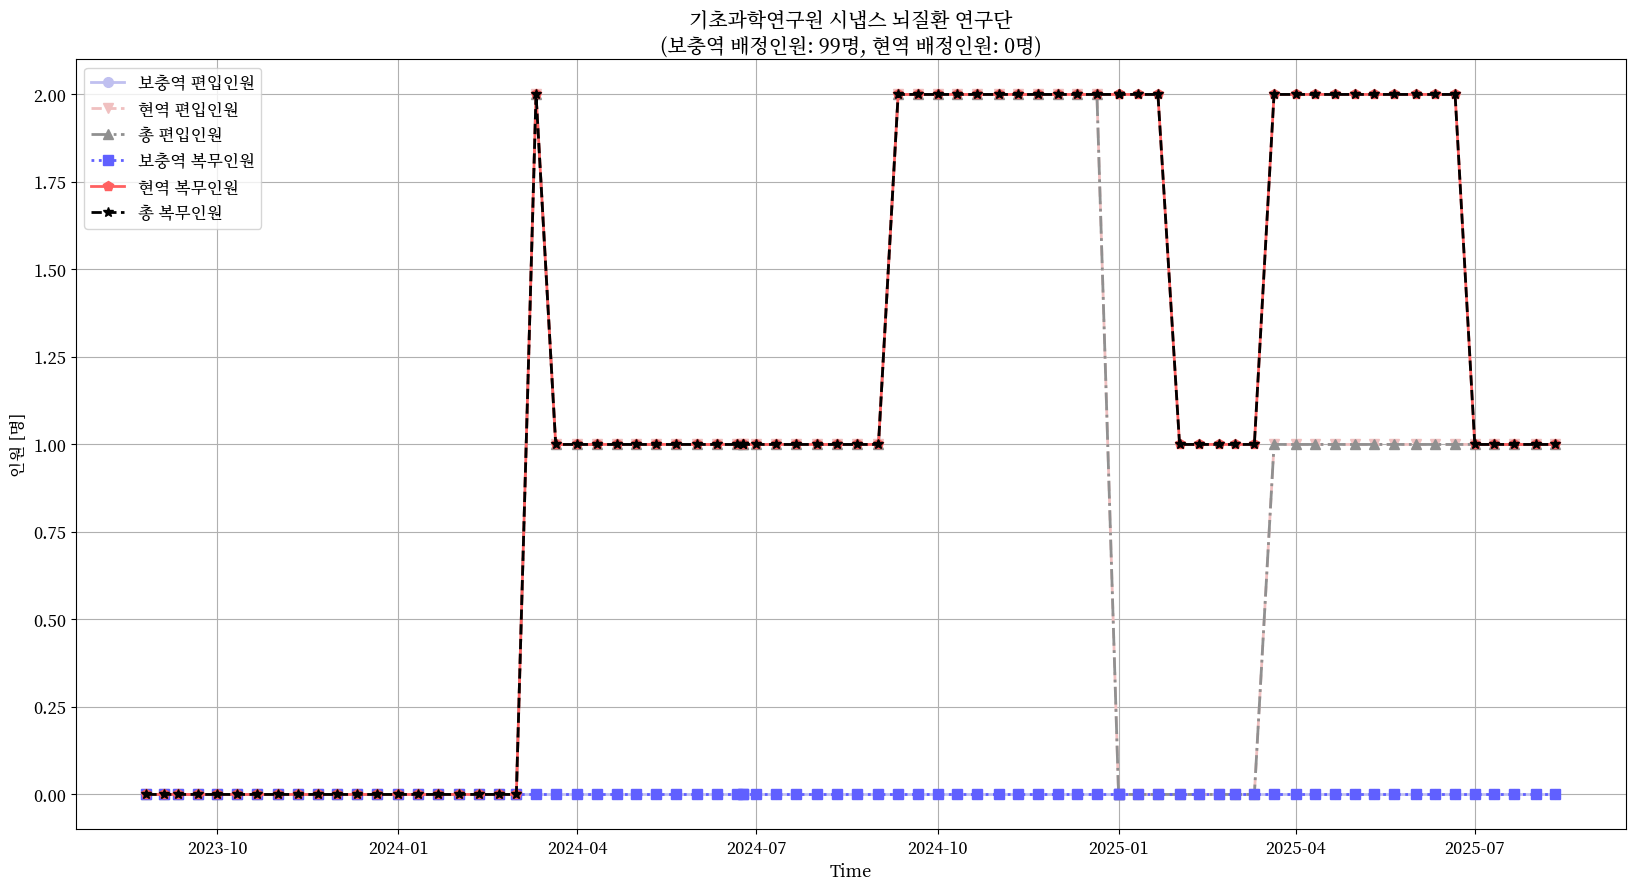 기초과학연구원 시냅스 뇌질환 연구단
(보충역 배정인원: 99명, 현역 배정인원: 0명)
보충역 편입인원
현역 편입인원
총 편입인원
보충역 복무인원
현역 복무인원
총 복무인원
2.00
1.75
1.50
1.25
1.00
0.75
0.50
0.25
0.00
인원 [명]
2023-10
2024-01
2024-04
2024-07
2024-10
2025-01
2025-04
2025-07
Time